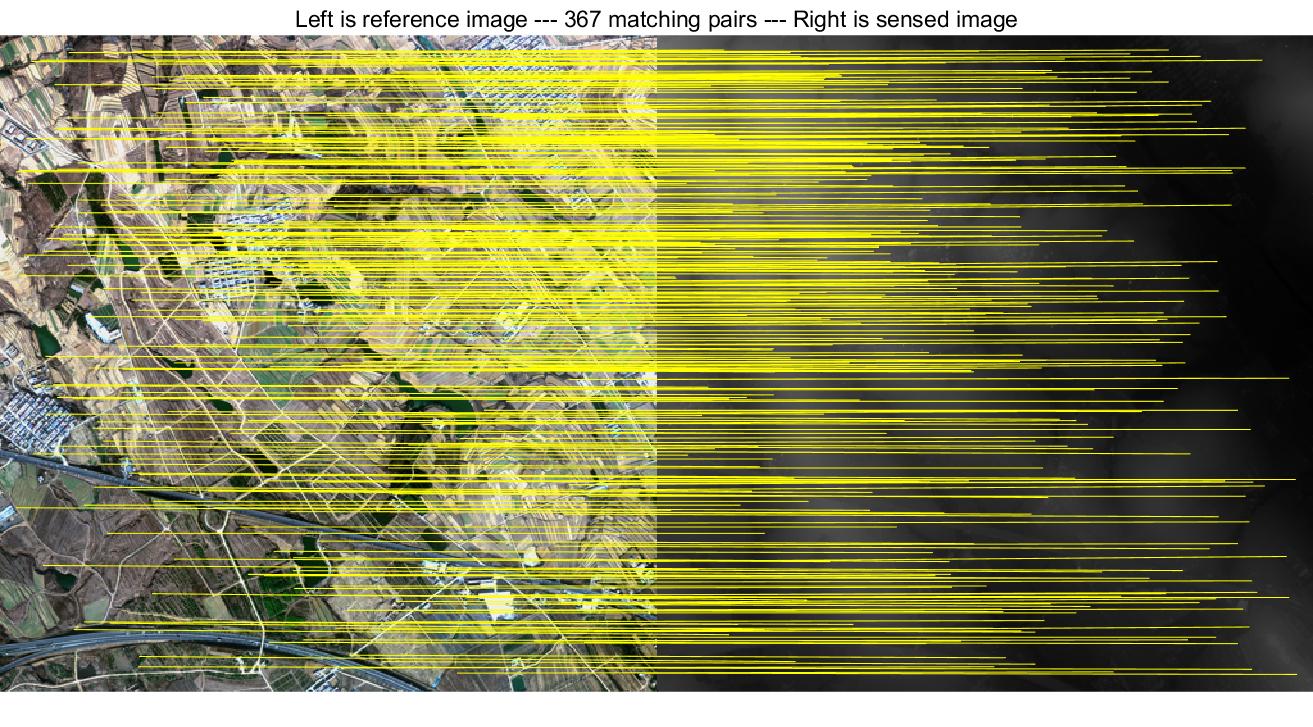 Left is reference image --- 367 matching pairs --- Right is sensed image